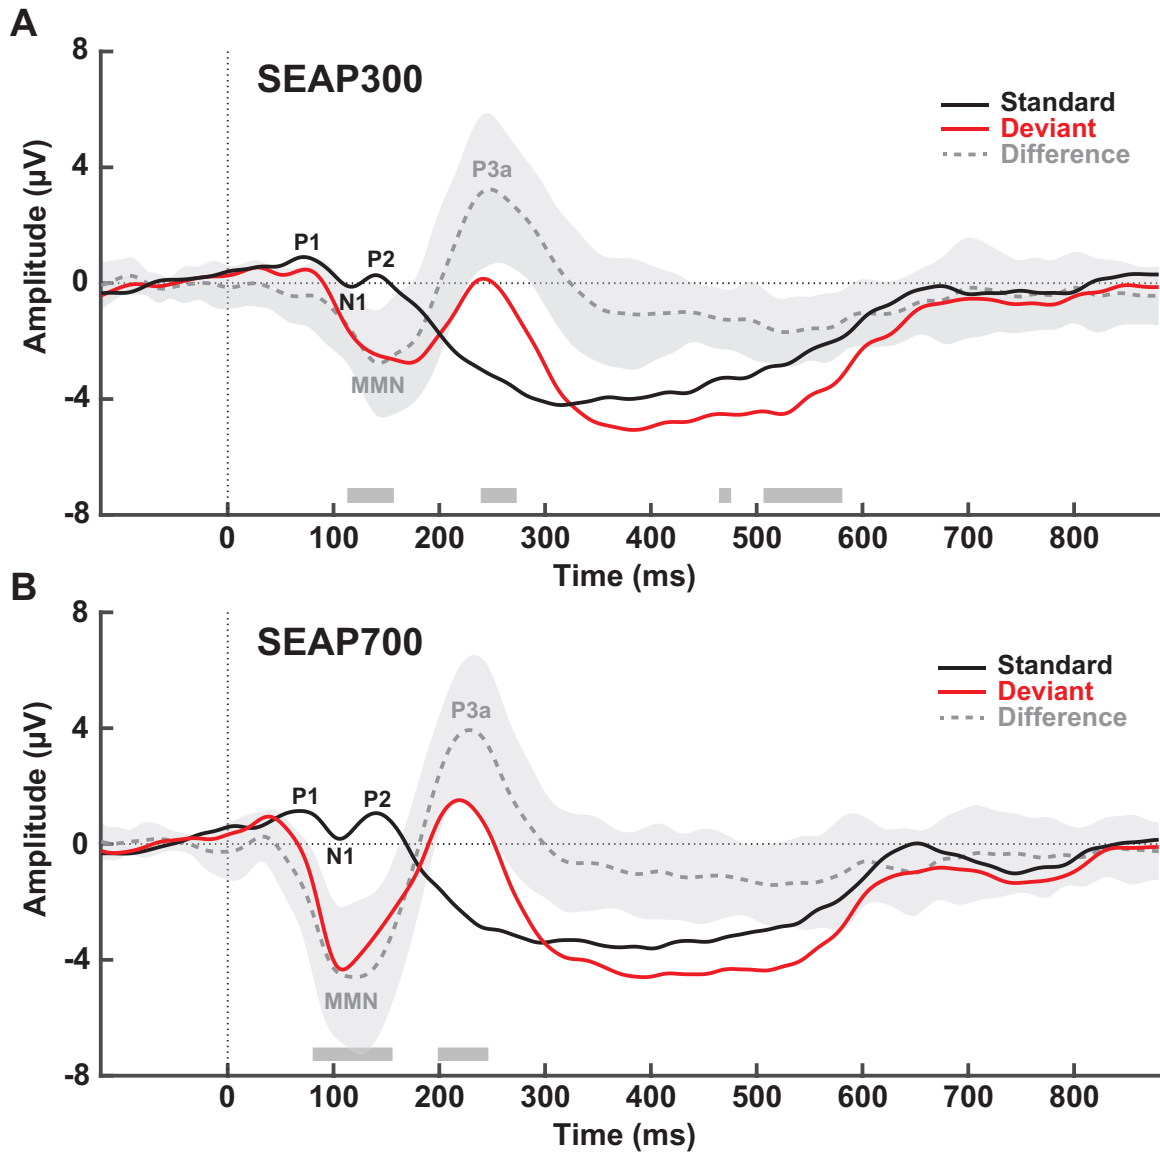 A
8
SEAP300
Standard
Deviant
Difference
4
P3a
P1
P2
0
N1
MMN
-4
-8
Amplitude (µV)
0 100 200 300 400 500 600 700 800
Time (ms)
B
8
SEAP700
Standard
Deviant
Difference
4
P3a
P1
P2
0
N1
-4
MMN
-8
Amplitude (µV)
0 100 200 300 400 500 600 700 800
Time (ms)